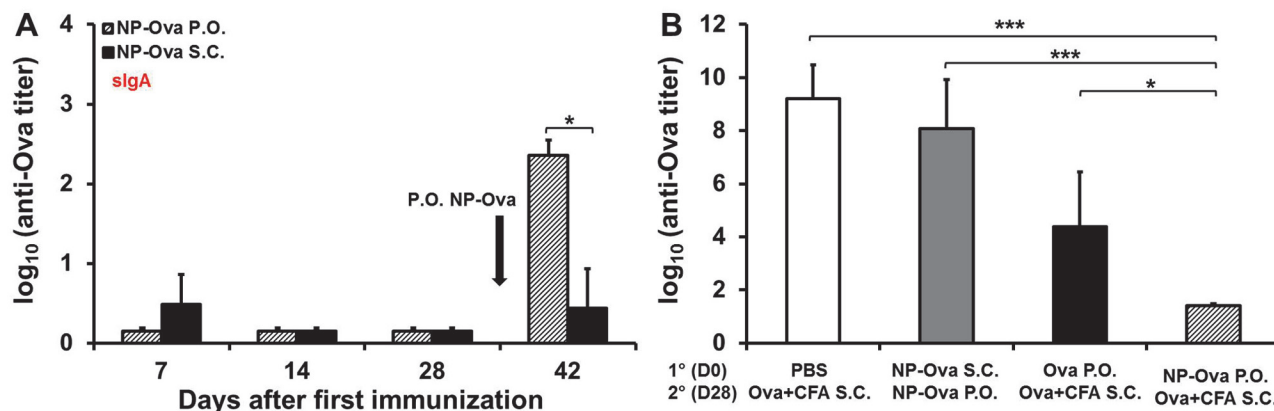 A
NP-Ova P.O.
NP-Ova S.C.
sIgA
4
3
2
1
0
log10 (anti-Ova titer)
P.O. NP-Ova
*
7 14 28 42
Days after first immunization
B
12
10
8
6
4
2
0
log10 (anti-Ova titer)
***
***
*
1° (D0) PBS NP-Ova S.C. Ova P.O. NP-Ova P.O.
2° (D28) Ova+CFA S.C. NP-Ova P.O. Ova+CFA S.C. Ova+CFA S.C.